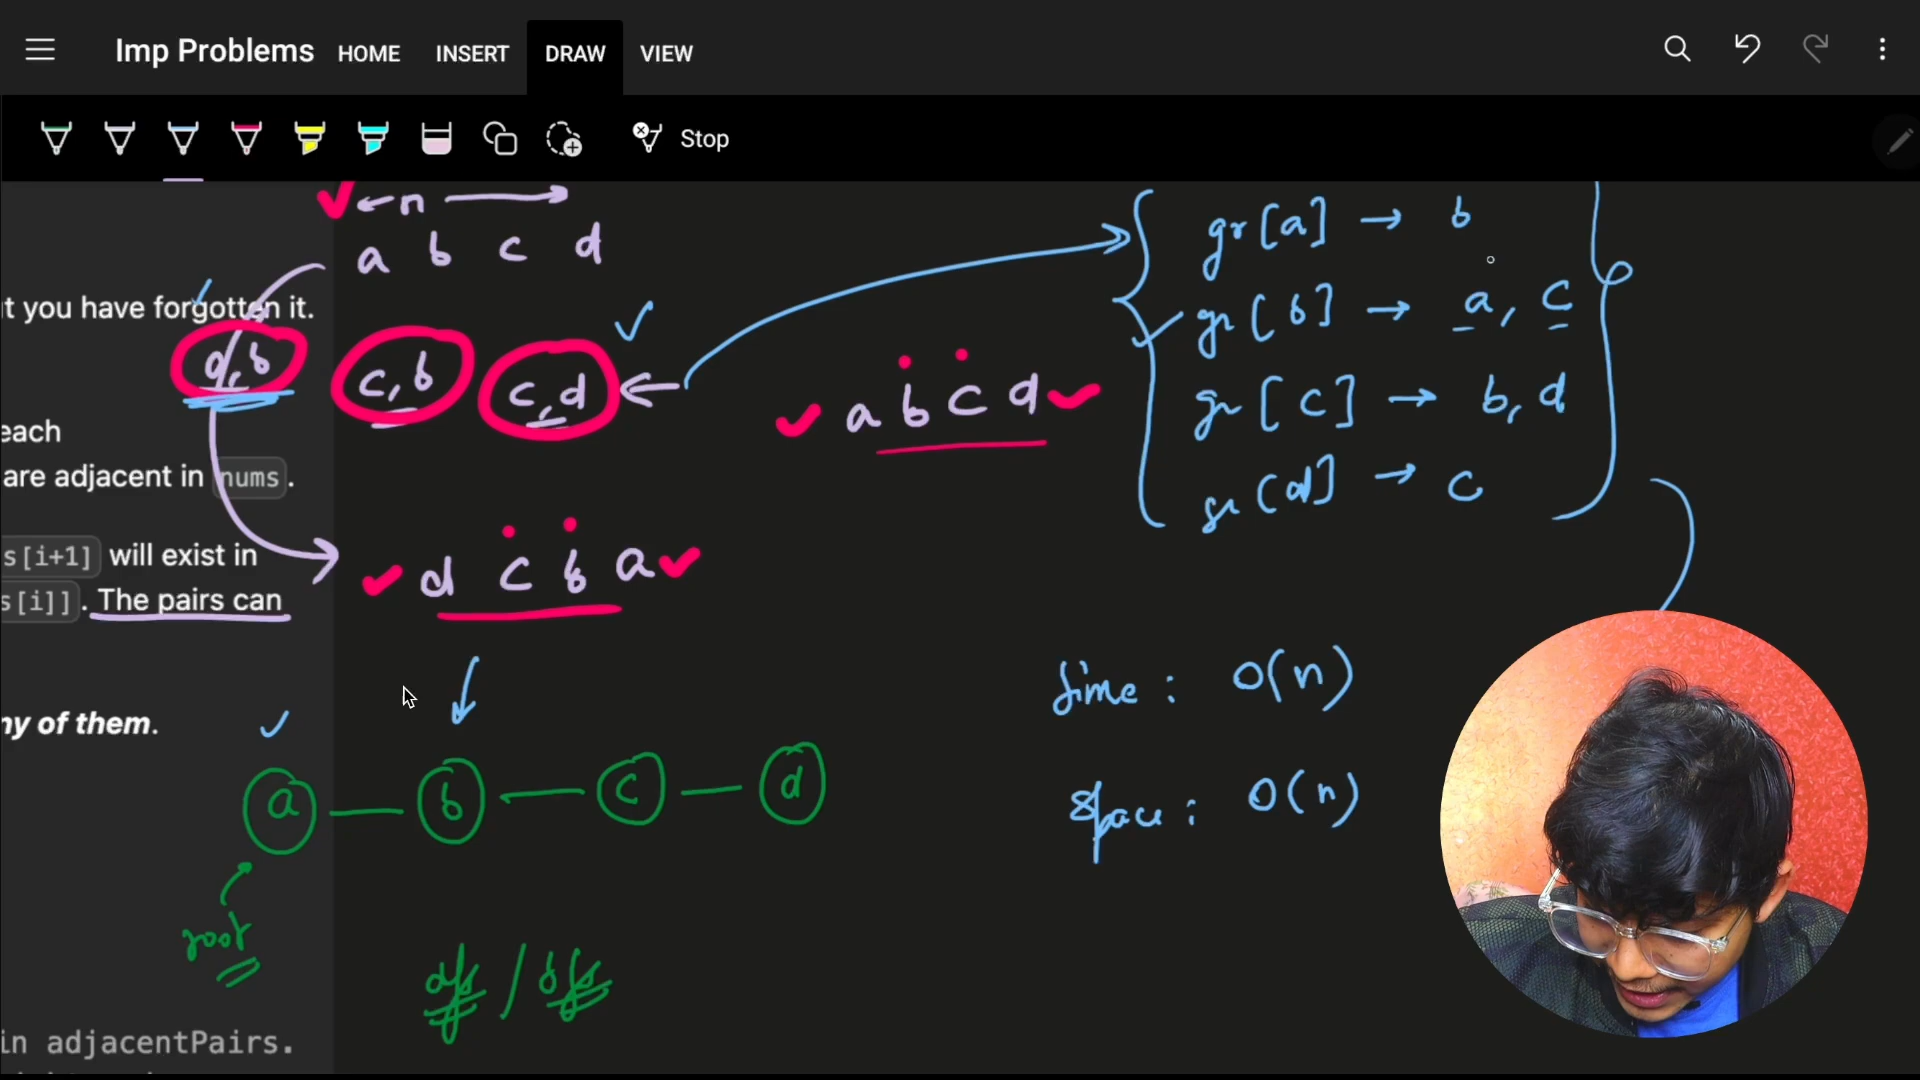 Imp Problems HOME INSERT DRAW VIEW
Stop
← n →
a b c d
t you have forgotten it.
a,b c,b c,d ←
each
are adjacent in nums.
s[i+1] will exist in
s[i]]. The pairs can
ny of them.
a b c d
d c b a
gr[a] → b
gr[b] → a, c
gr[c] → b, d
gr[d] → c
time : O(n)
space : O(n)
a — b — c — d
root
dfs / bfs
in adjacentPairs.